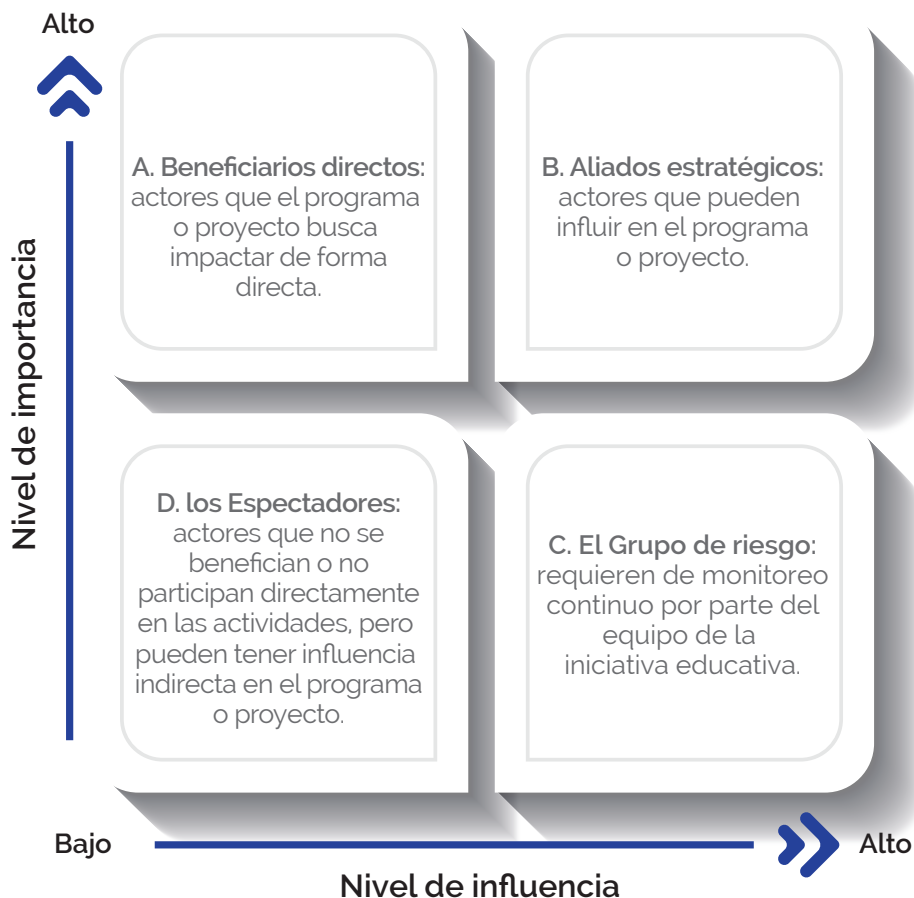 Alto
Nivel de importancia
A. Beneficiarios directos:
actores que el programa
o proyecto busca
impactar de forma
directa.
B. Aliados estratégicos:
actores que pueden
influir en el programa
o proyecto.
D. los Espectadores:
actores que no se
benefician o no
participan directamente
en las actividades, pero
pueden tener influencia
indirecta en el programa
o proyecto.
C. El Grupo de riesgo:
requieren de monitoreo
continuo por parte del
equipo de la
iniciativa educativa.
Bajo
Alto
Nivel de influencia